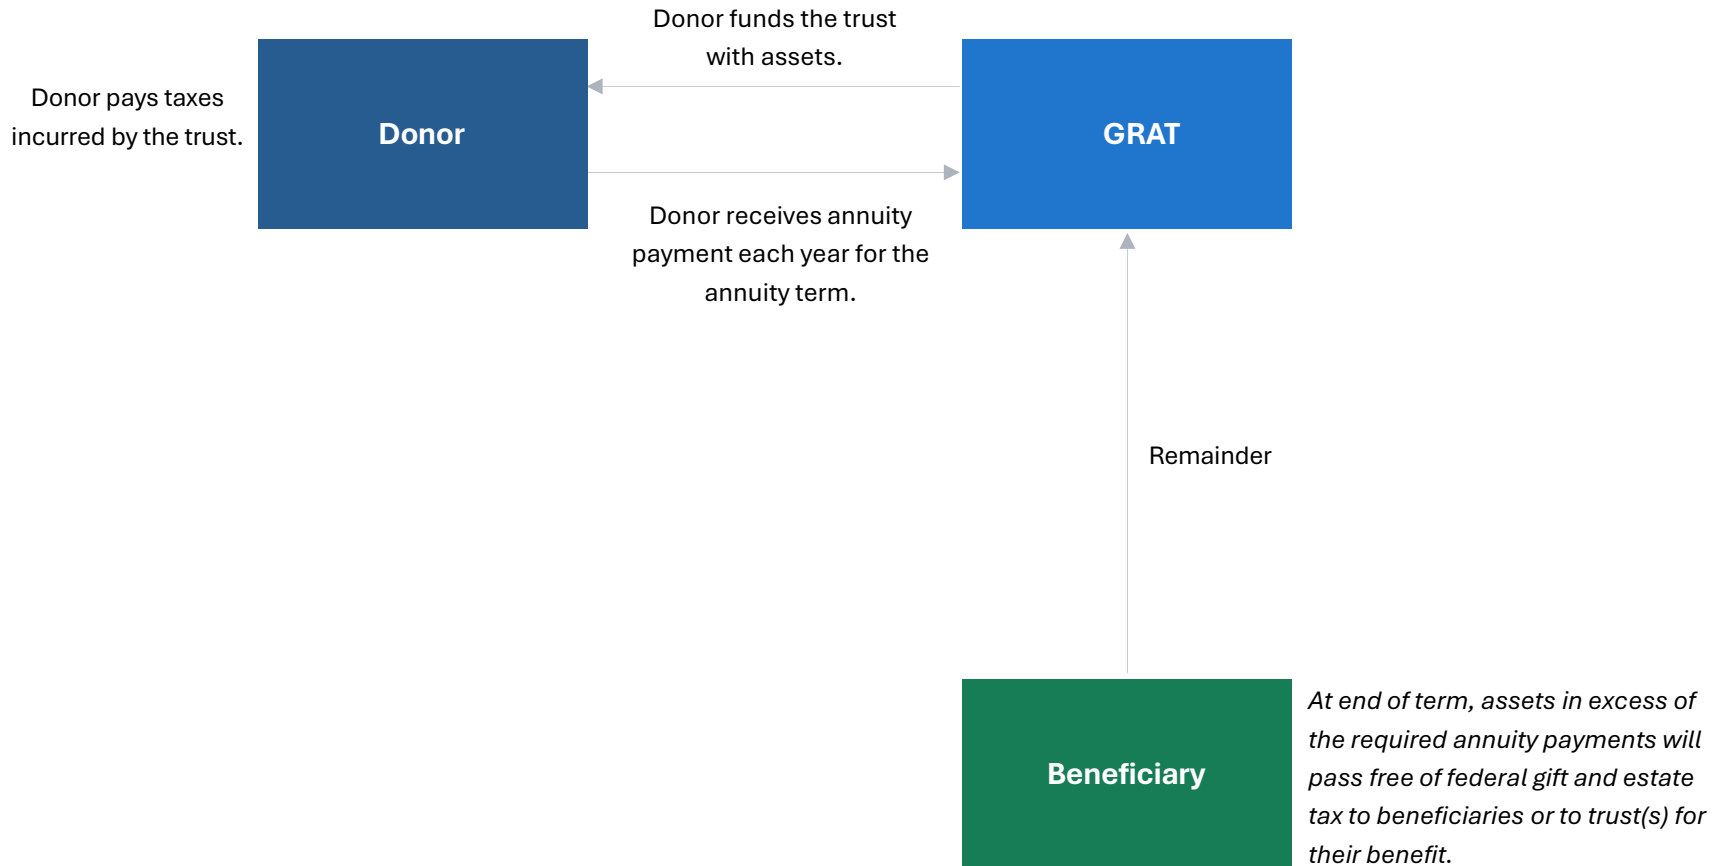 Donor funds the trust
with assets.
Donor pays taxes
incurred by the trust.
Donor
GRAT
Donor receives annuity
payment each year for the
annuity term.
Remainder
Beneficiary
At end of term, assets in excess of
the required annuity payments will
pass free of federal gift and estate
tax to beneficiaries or to trust(s) for
their benefit.